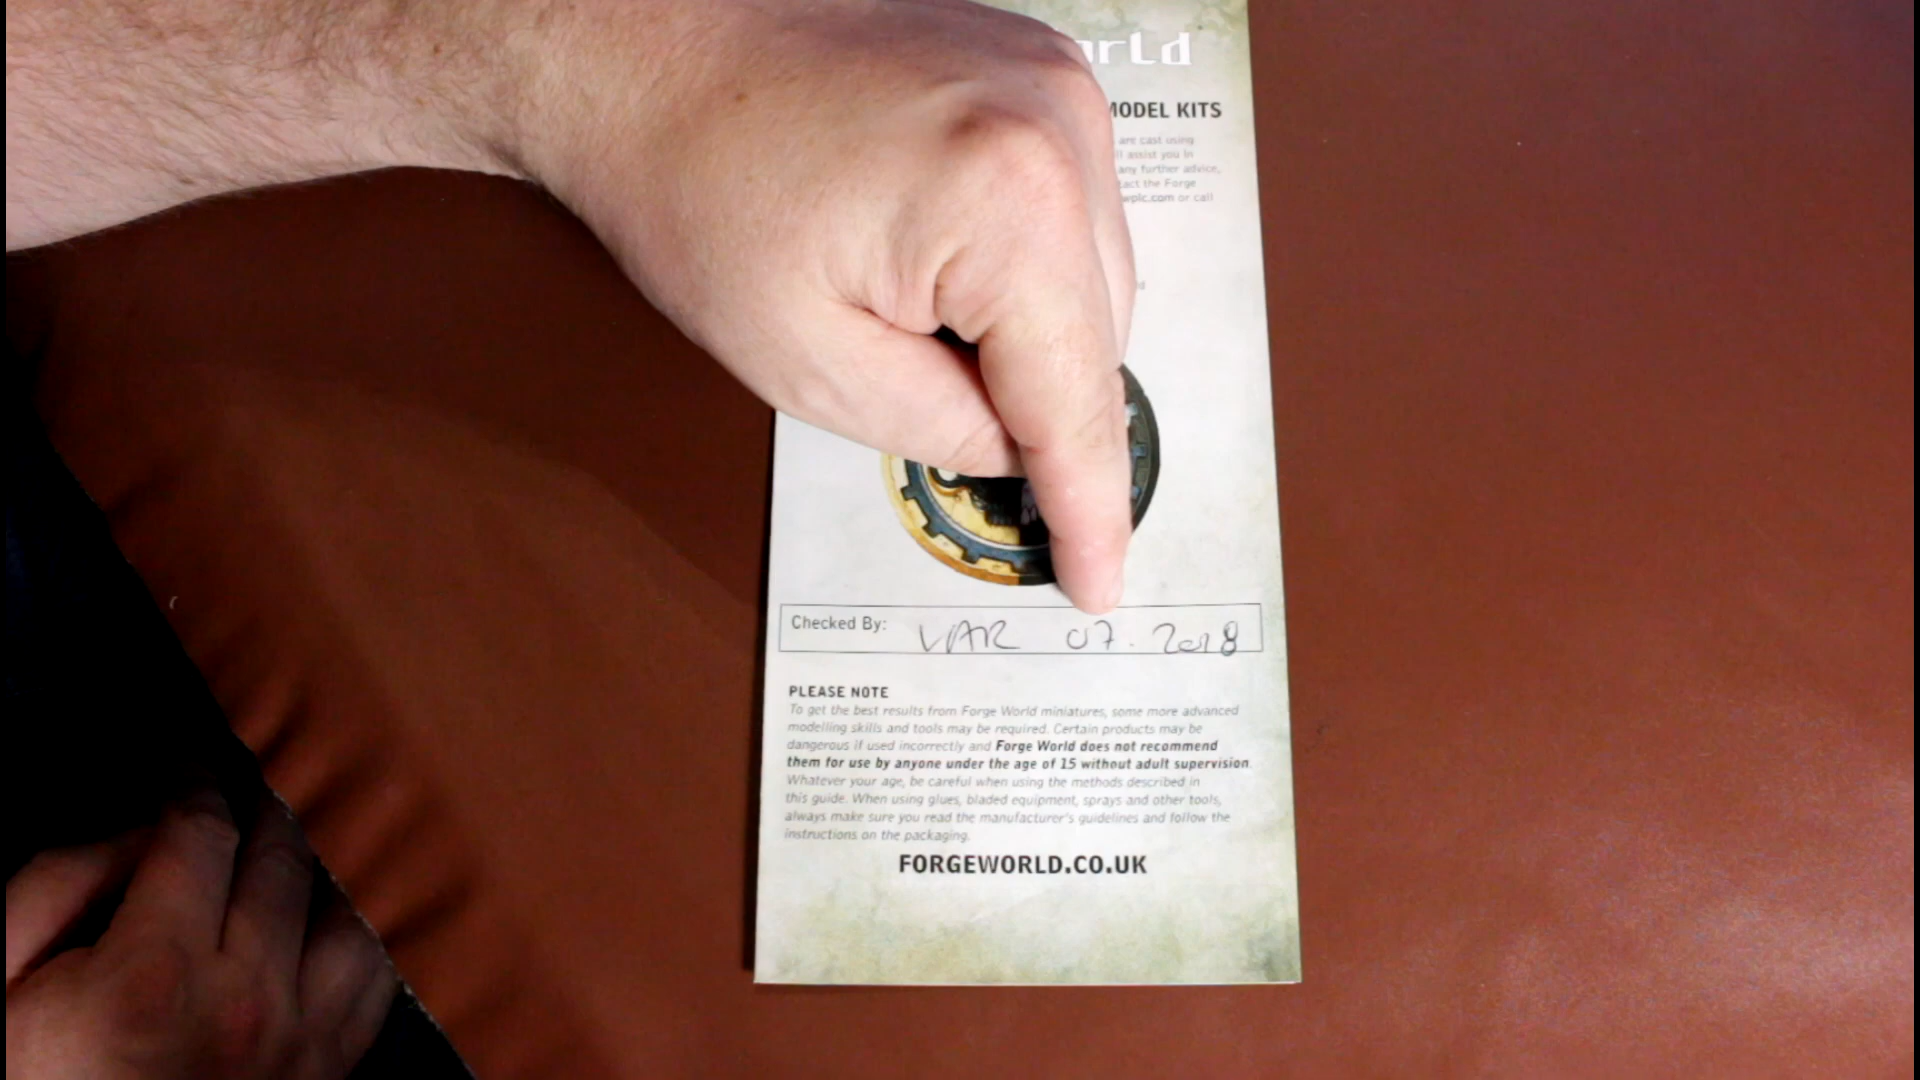 MODEL KITS
are cast using
assist you in
any further advice,
the Forge
or call
Checked By: VAR 07.2018
PLEASE NOTE
To get the best results from Forge World miniatures, some more advanced
modelling skills and tools may be required. Certain products may be
dangerous if used incorrectly and Forge World does not recommend
them for use by anyone under the age of 15 without adult supervision.
Whatever your age, be careful when using the methods described in
this guide. When using glues, bladed equipment, sprays and other tools,
always make sure you read the manufacturer's guidelines and follow the
instructions on the packaging.
FORGEWORLD.CO.UK